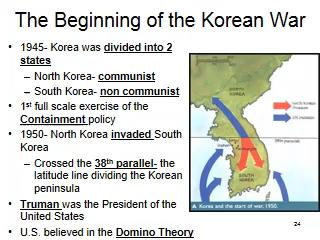 The Beginning of the Korean War
• 1945- Korea was divided into 2
states
– North Korea- communist
– South Korea- non communist
• 1st full scale exercise of the
Containment policy
• 1950- North Korea invaded South
Korea
– Crossed the 38th parallel- the
latitude line dividing the Korean
peninsula
• Truman was the President of the
United States
• U.S. believed in the Domino Theory
NORTH
KOREA
SOUTH
KOREA
A Korea and the start of war, 1950.
24